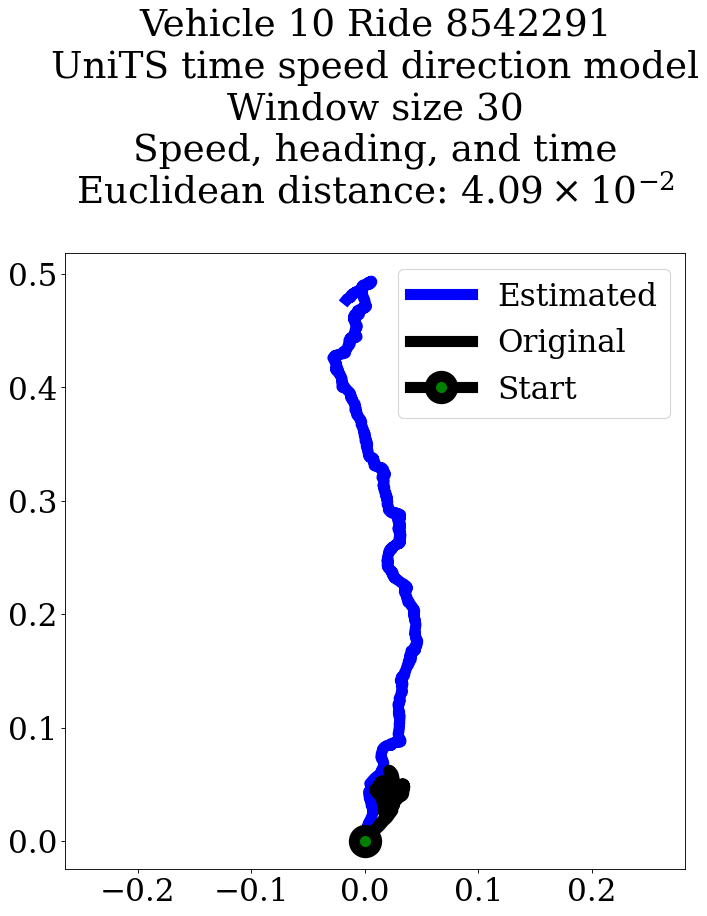 Vehicle 10 Ride 8542291
UniTS time speed direction model
Window size 30
Speed, heading, and time
Euclidean distance: 4.09 × 10⁻²
Estimated
Original
Start
0.5
0.4
0.3
0.2
0.1
0.0
−0.2 −0.1 0.0 0.1 0.2